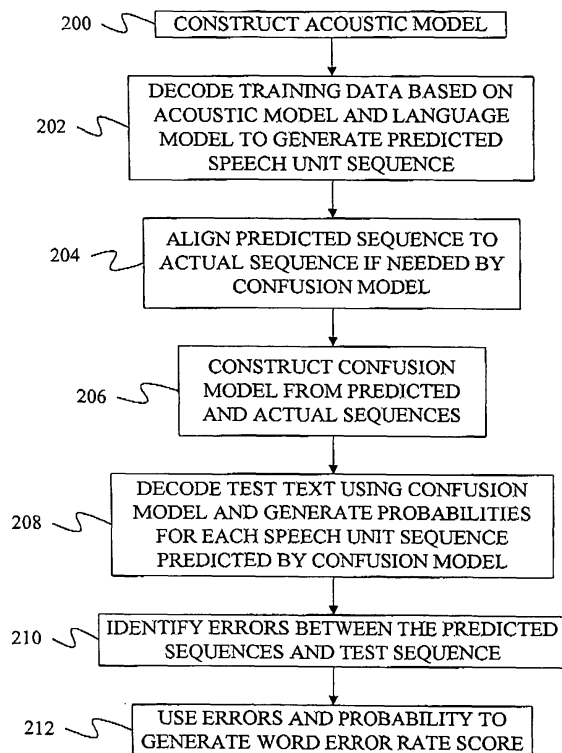 200
CONSTRUCT ACOUSTIC MODEL
202
DECODE TRAINING DATA BASED ON
ACOUSTIC MODEL AND LANGUAGE
MODEL TO GENERATE PREDICTED
SPEECH UNIT SEQUENCE
204
ALIGN PREDICTED SEQUENCE TO
ACTUAL SEQUENCE IF NEEDED BY
CONFUSION MODEL
206
CONSTRUCT CONFUSION
MODEL FROM PREDICTED
AND ACTUAL SEQUENCES
208
DECODE TEST TEXT USING CONFUSION
MODEL AND GENERATE PROBABILITIES
FOR EACH SPEECH UNIT SEQUENCE
PREDICTED BY CONFUSION MODEL
210
IDENTIFY ERRORS BETWEEN THE PREDICTED
SEQUENCES AND TEST SEQUENCE
212
USE ERRORS AND PROBABILITY TO
GENERATE WORD ERROR RATE SCORE